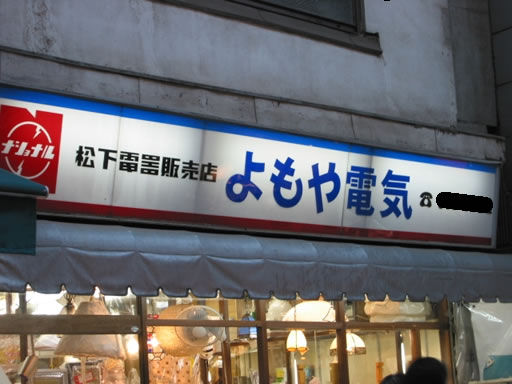 ナショナル
松下電器販売店
よもや電気 ☎